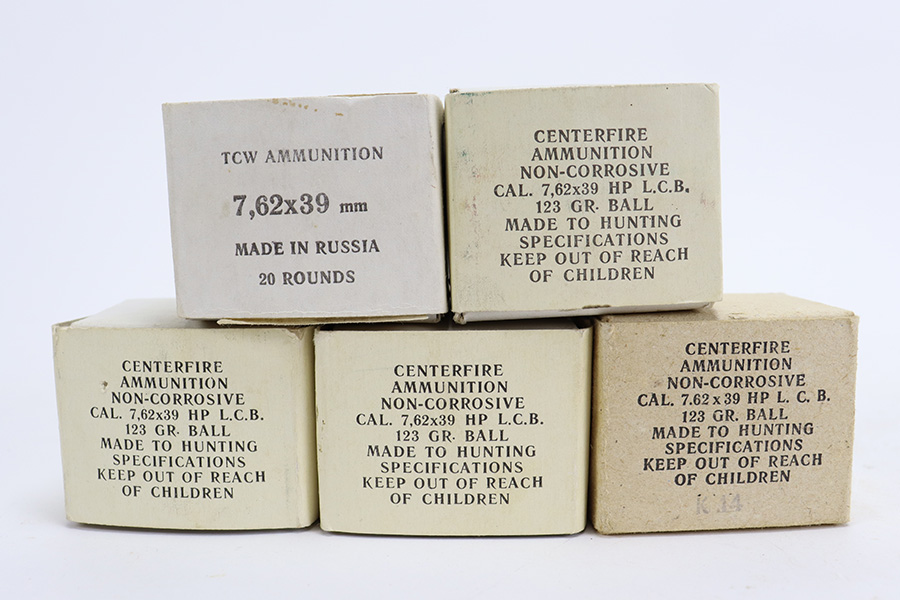 TCW AMMUNITION
7,62x39 mm
MADE IN RUSSIA
20 ROUNDS
CENTERFIRE
AMMUNITION
NON-CORROSIVE
CAL. 7,62x39 HP L.C.B.
123 GR. BALL
MADE TO HUNTING
SPECIFICATIONS
KEEP OUT OF REACH
OF CHILDREN
CENTERFIRE
AMMUNITION
NON-CORROSIVE
CAL. 7,62x39 HP L.C.B.
123 GR. BALL
MADE TO HUNTING
SPECIFICATIONS
KEEP OUT OF REACH
OF CHILDREN
CENTERFIRE
AMMUNITION
NON-CORROSIVE
CAL. 7,62x39 HP L.C.B.
123 GR. BALL
MADE TO HUNTING
SPECIFICATIONS
KEEP OUT OF REACH
OF CHILDREN
CENTERFIRE
AMMUNITION
NON-CORROSIVE
CAL. 7.62 x 39 HP L. C. B.
123 GR. BALL
MADE TO HUNTING
SPECIFICATIONS
KEEP OUT OF REACH
OF CHILDREN